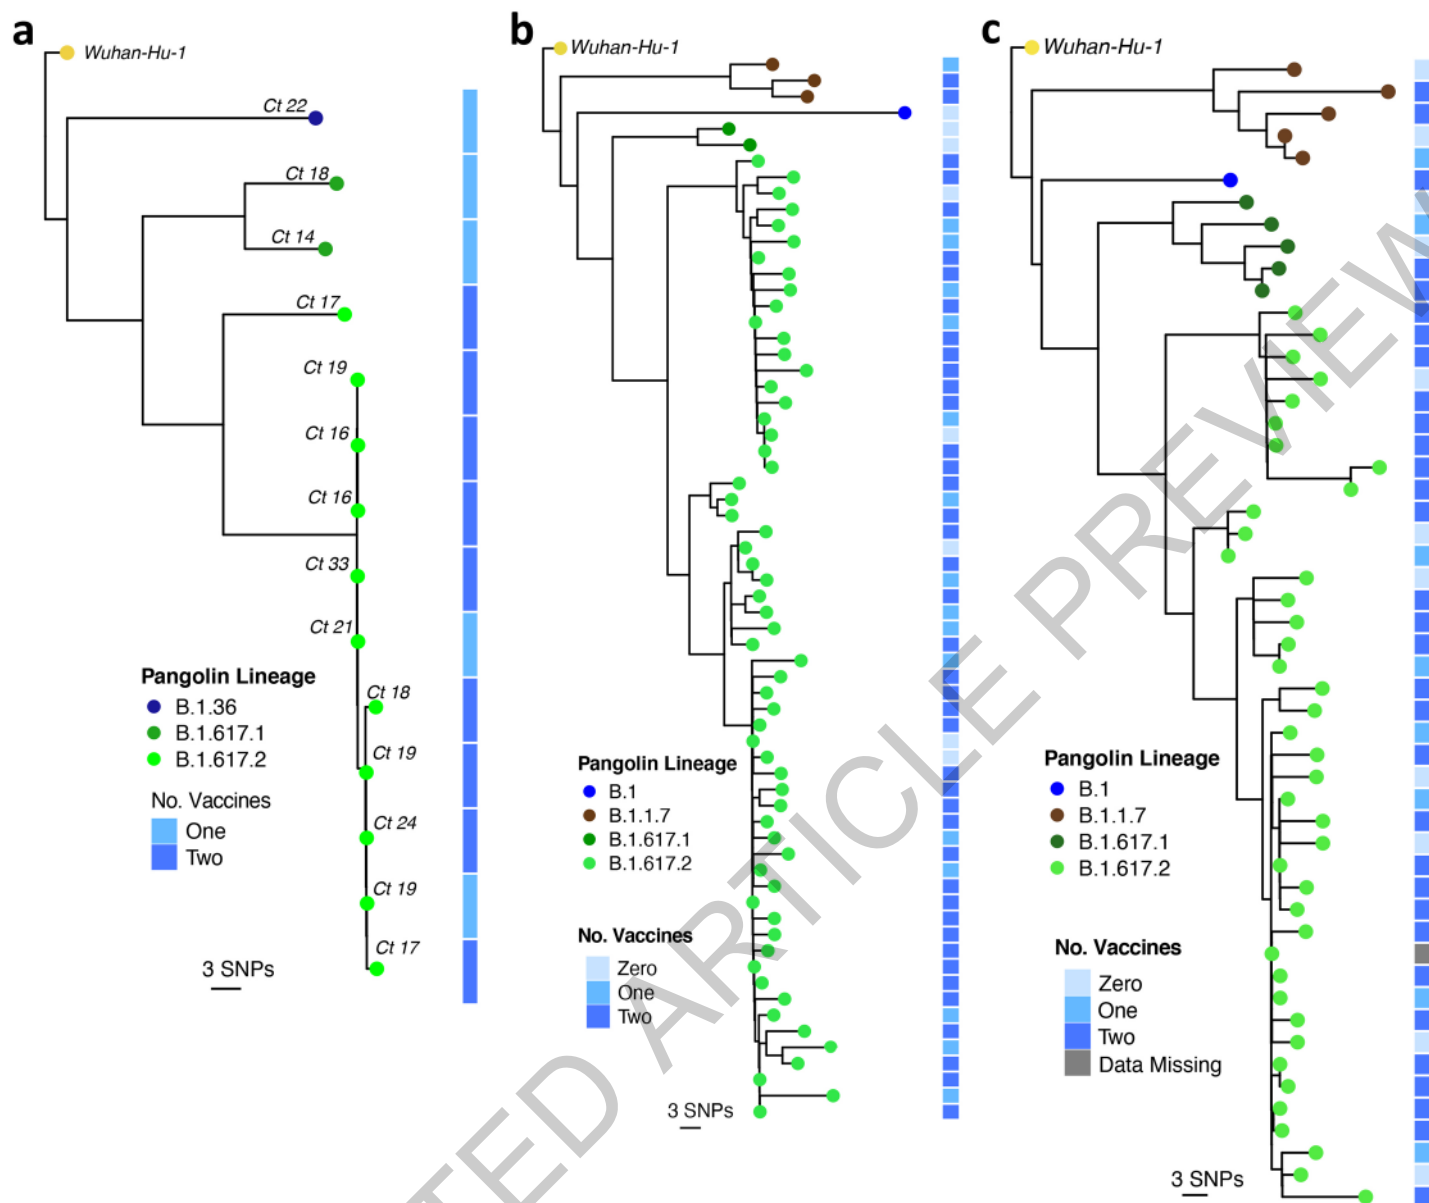 a
Wuhan-Hu-1
Ct 22
Ct 18
Ct 14
Ct 17
Ct 19
Ct 16
Ct 16
Ct 33
Ct 21
Ct 18
Ct 19
Ct 24
Ct 19
Ct 17
Pangolin Lineage
B.1.36
B.1.617.1
B.1.617.2
No. Vaccines
One
Two
3 SNPs
b
Wuhan-Hu-1
Pangolin Lineage
B.1
B.1.1.7
B.1.617.1
B.1.617.2
No. Vaccines
Zero
One
Two
3 SNPs
c
Wuhan-Hu-1
Pangolin Lineage
B.1
B.1.1.7
B.1.617.1
B.1.617.2
No. Vaccines
Zero
One
Two
Data Missing
3 SNPs
TED ARTICLE PREVIEW